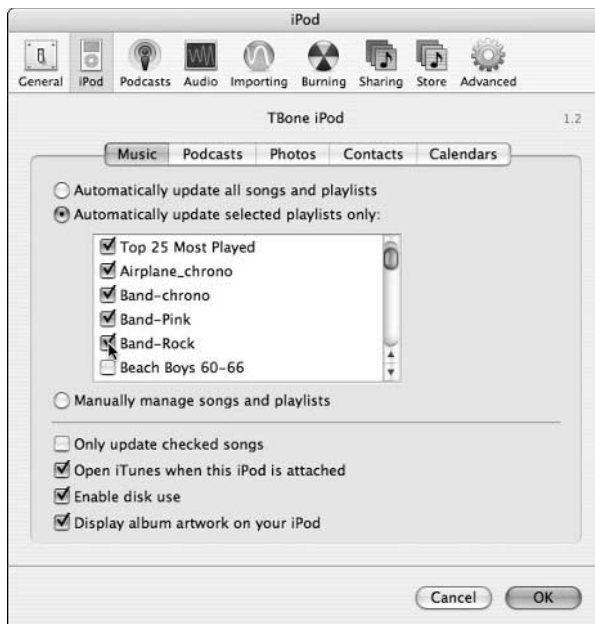 iPod
General iPod Podcasts Audio Importing Burning Sharing Store Advanced
TBone iPod 1.2
Music Podcasts Photos Contacts Calendars
Automatically update all songs and playlists
Automatically update selected playlists only:
Top 25 Most Played
Airplane_chrono
Band-chrono
Band-Pink
Band-Rock
Beach Boys 60-66
Manually manage songs and playlists
Only update checked songs
Open iTunes when this iPod is attached
Enable disk use
Display album artwork on your iPod
Cancel OK